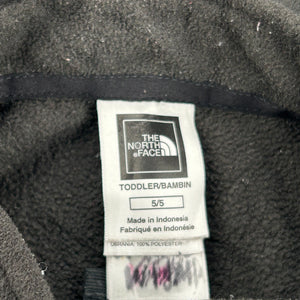 THE
NORTH
FACE
TODDLER/BAMBIN
5/5
Made in Indonesia
Fabriqué en Indonésie
100% POLYESTER